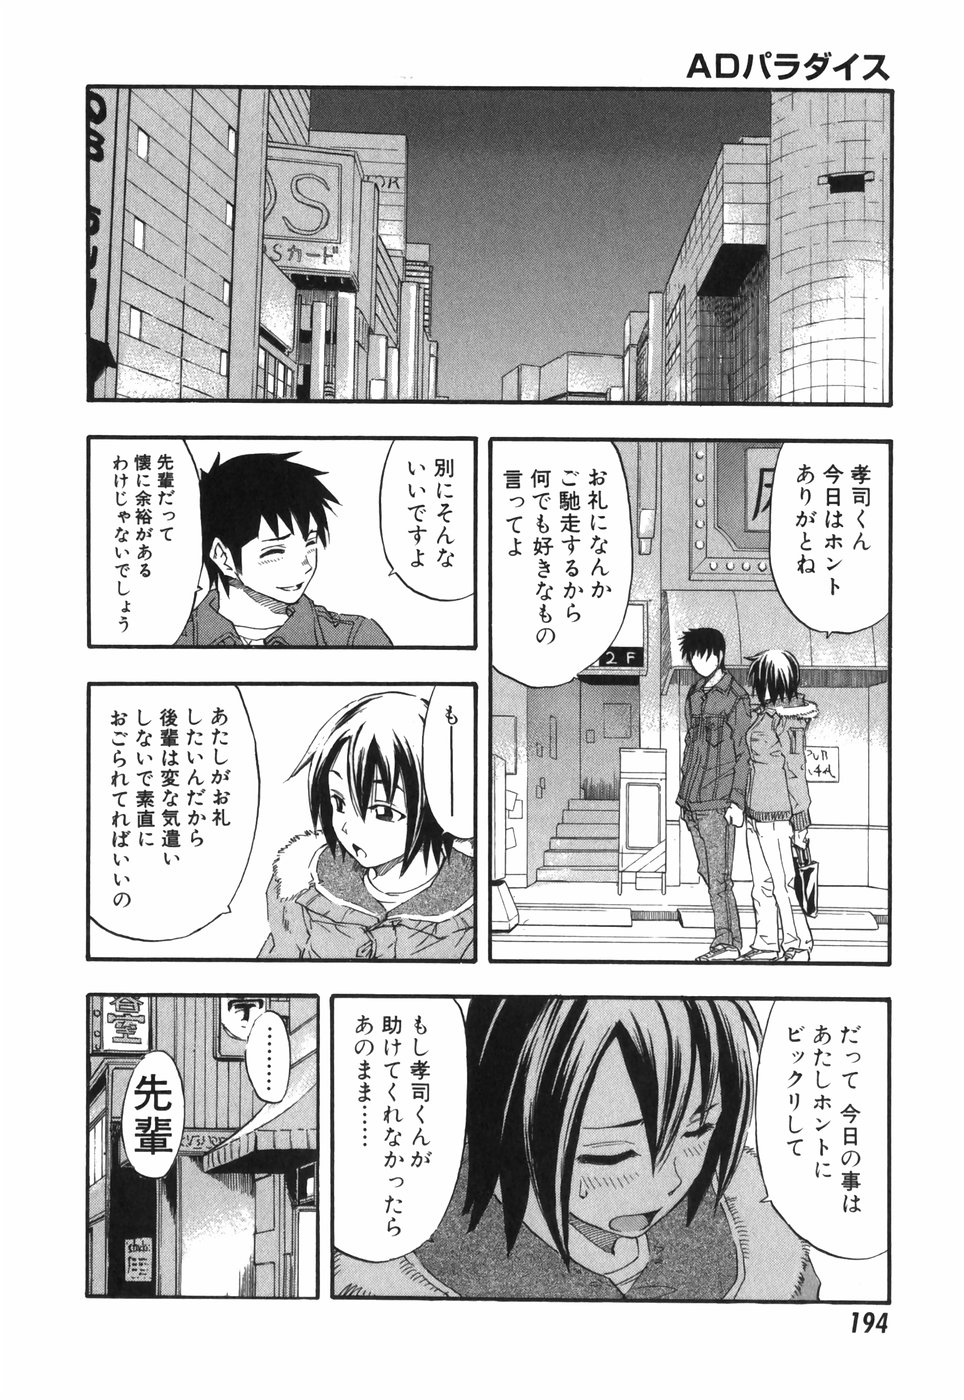 ADパラダイス
DS
DSカード
孝司くん
今日はホント
ありがとね
お礼になんか
ご馳走するから
何でも好きなもの
言ってよ
2F
別にそんな
いいですよ
先輩だって
懐に余裕がある
わけじゃないでしょう
も――
あたしがお礼
したいんだから
後輩は変な気遣い
しないで素直に
おごられてればいいの
だって 今日の事は
あたしホントに
ビックリして
もし孝司くんが
助けてくれなかったら
あのまま……
………
先輩
194